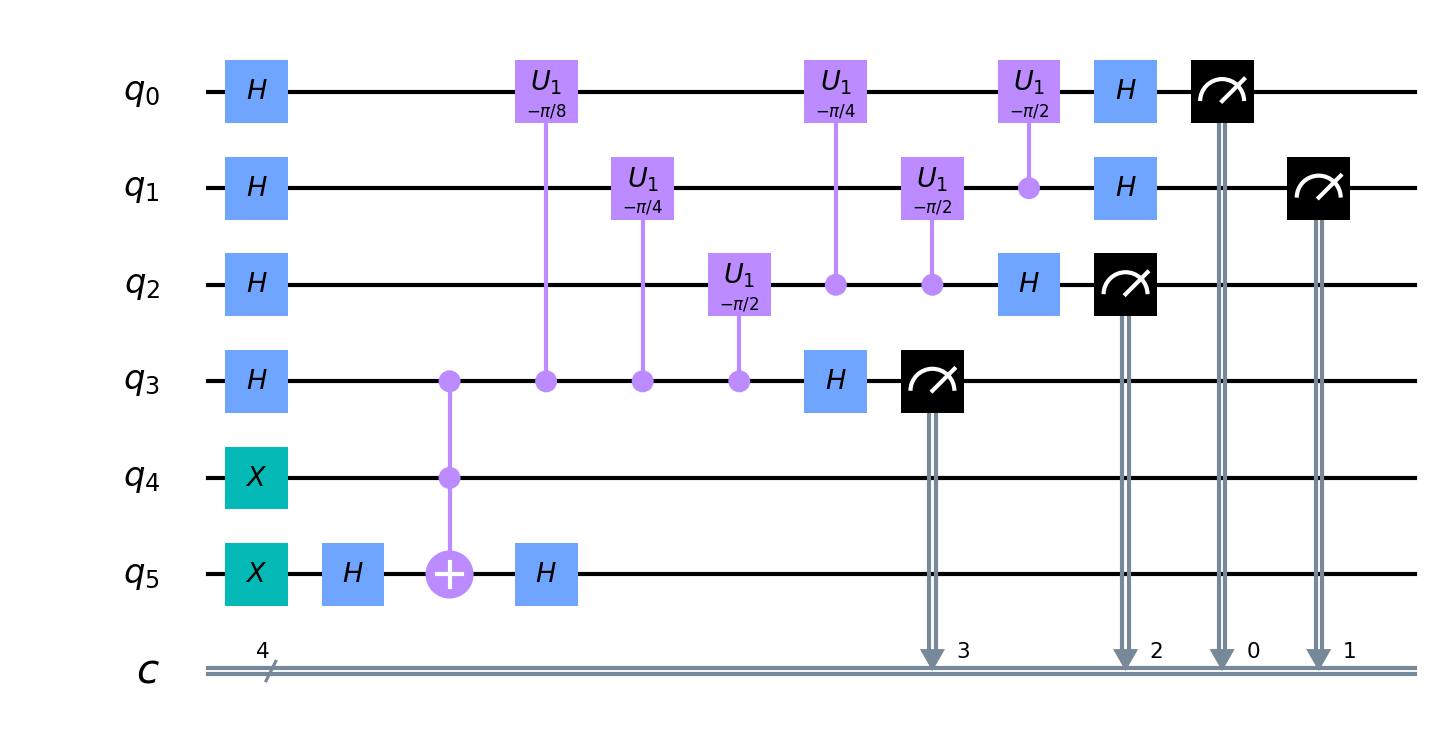 q0 H U1 −π/8 U1 −π/4 U1 −π/2 H
q1 H U1 −π/4 U1 −π/2 H
q2 H U1 −π/2 H
q3 H H
q4 X
q5 X H H
c 4 3 2 0 1